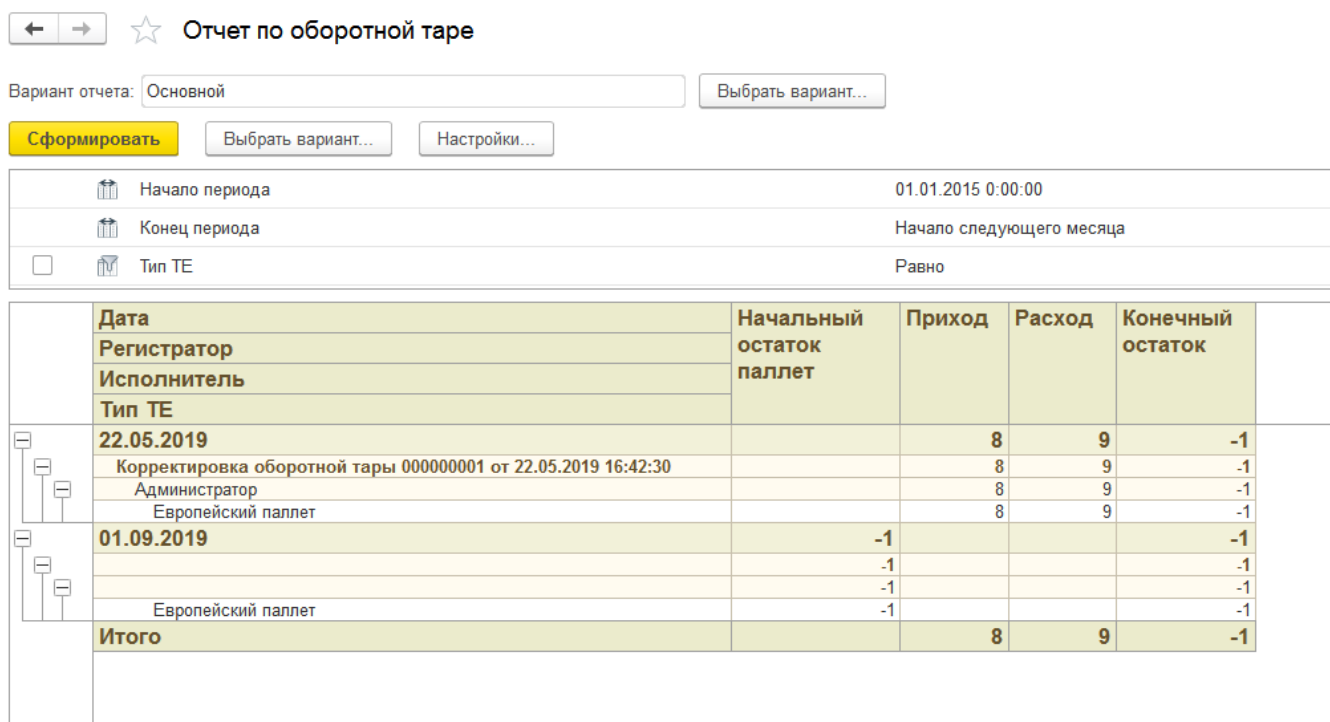 Отчет по оборотной таре
Вариант отчета: Основной Выбрать вариант...
Сформировать Выбрать вариант... Настройки...
Начало периода 01.01.2015 0:00:00
Конец периода Начало следующего месяца
Тип ТЕ Равно
Дата Начальный остаток паллет Приход Расход Конечный остаток
Регистратор
Исполнитель
Тип ТЕ
22.05.2019 8 9 -1
Корректировка оборотной тары 000000001 от 22.05.2019 16:42:30 8 9 -1
Администратор 8 9 -1
Европейский паллет 8 9 -1
01.09.2019 -1 -1
-1 -1
-1 -1
Европейский паллет -1 -1
Итого 8 9 -1